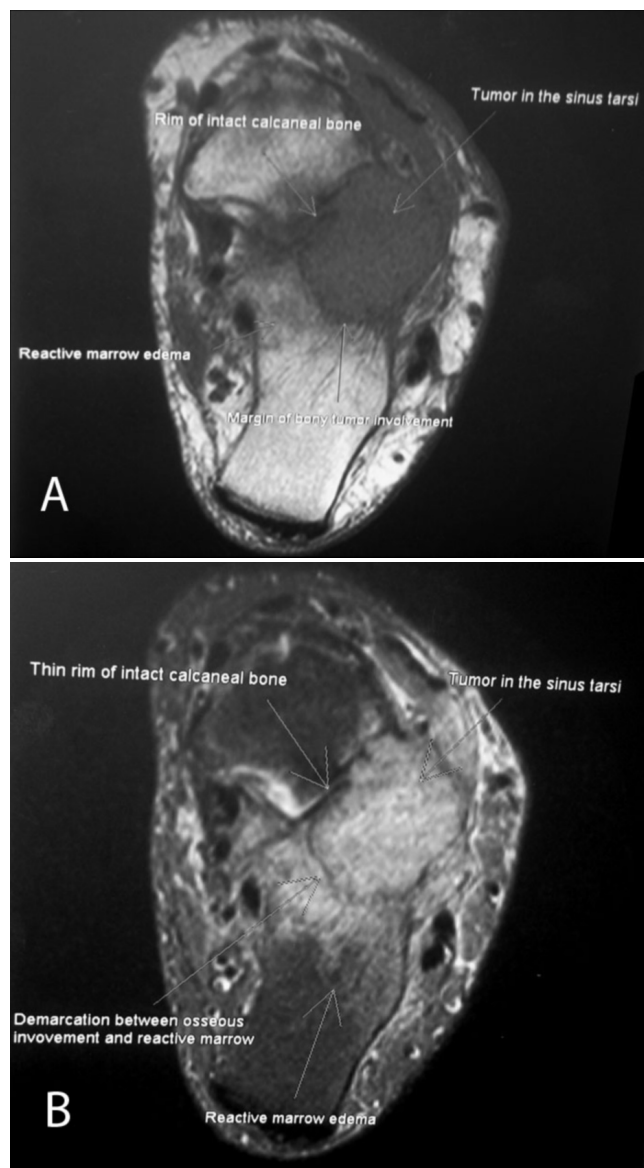 Tumor in the sinus tarsi
Rim of intact calcaneal bone
Reactive marrow edema
Margin of bony tumor involvement
A
Thin rim of intact calcaneal bone
Tumor in the sinus tarsi
Demarcation between osseous
invovement and reactive marrow
Reactive marrow edema
B